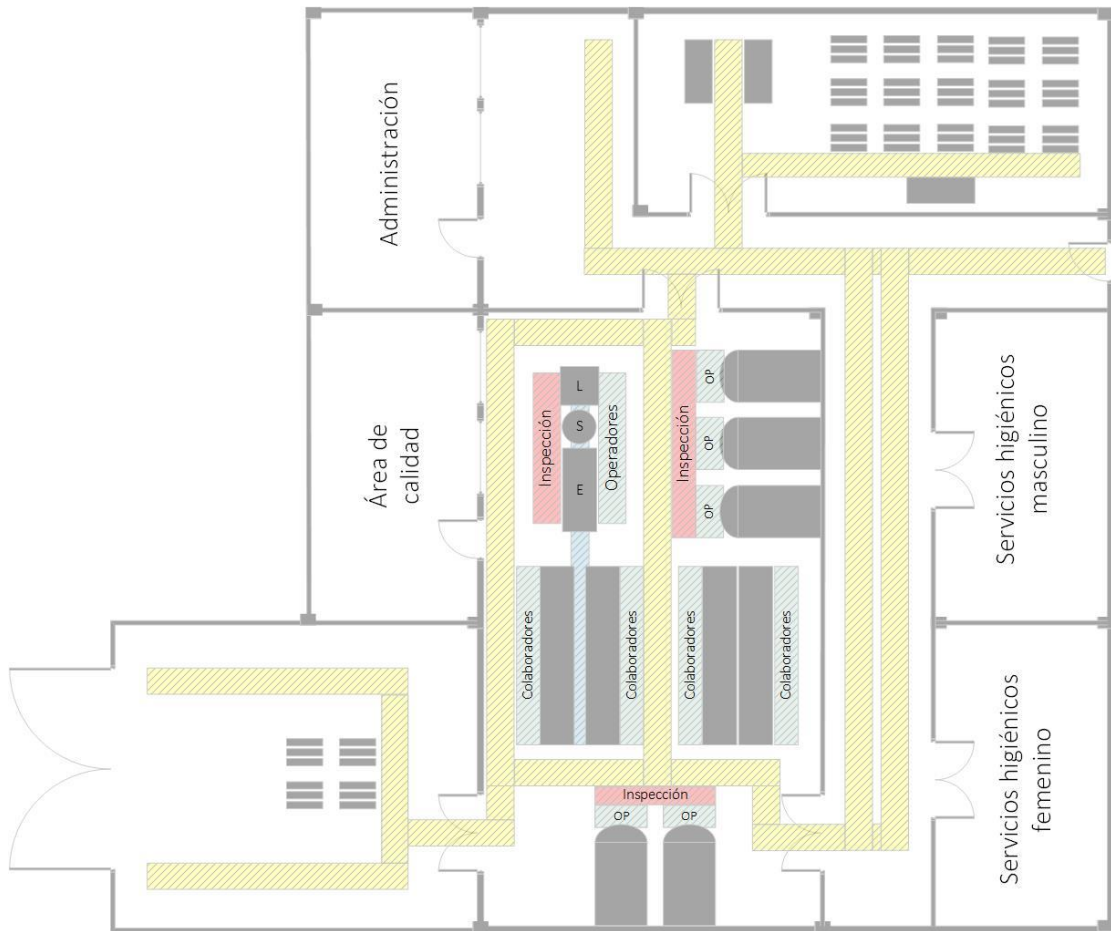 Administración
Área de
calidad
Inspección
L
S
E
Operadores
Inspección
OP
OP
OP
Colaboradores
Colaboradores
Colaboradores
Colaboradores
Inspección
OP
OP
Servicios higiénicos
masculino
Servicios higiénicos
femenino